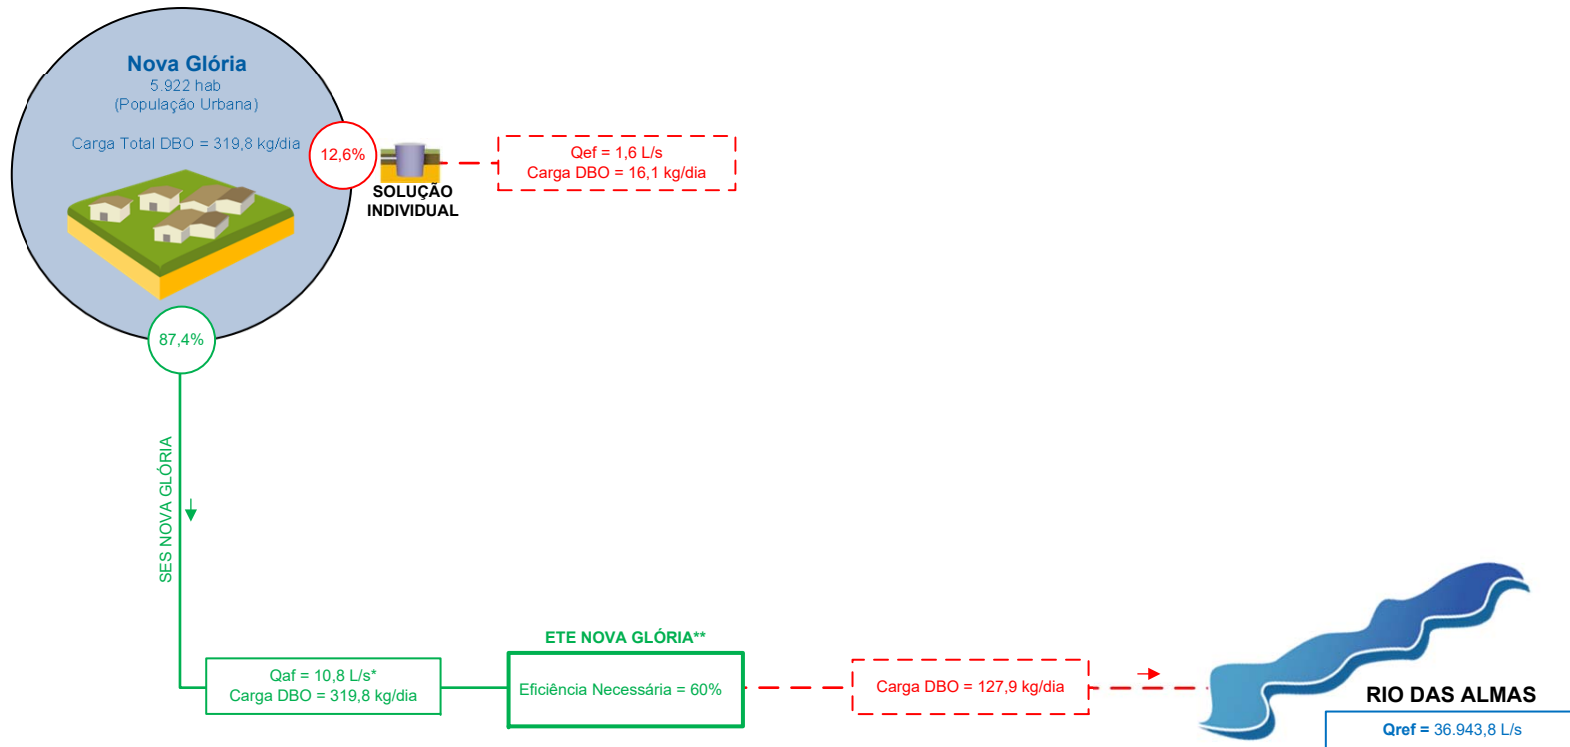 Nova Glória
5.922 hab
(População Urbana)
Carga Total DBO = 319,8 kg/dia
12,6%
SOLUÇÃO
INDIVIDUAL
Qef = 1,6 L/s
Carga DBO = 16,1 kg/dia
87,4%
SES NOVA GLÓRIA
Qaf = 10,8 L/s*
Carga DBO = 319,8 kg/dia
ETE NOVA GLÓRIA**
Eficiência Necessária = 60%
Carga DBO = 127,9 kg/dia
RIO DAS ALMAS
Qref = 36.943,8 L/s